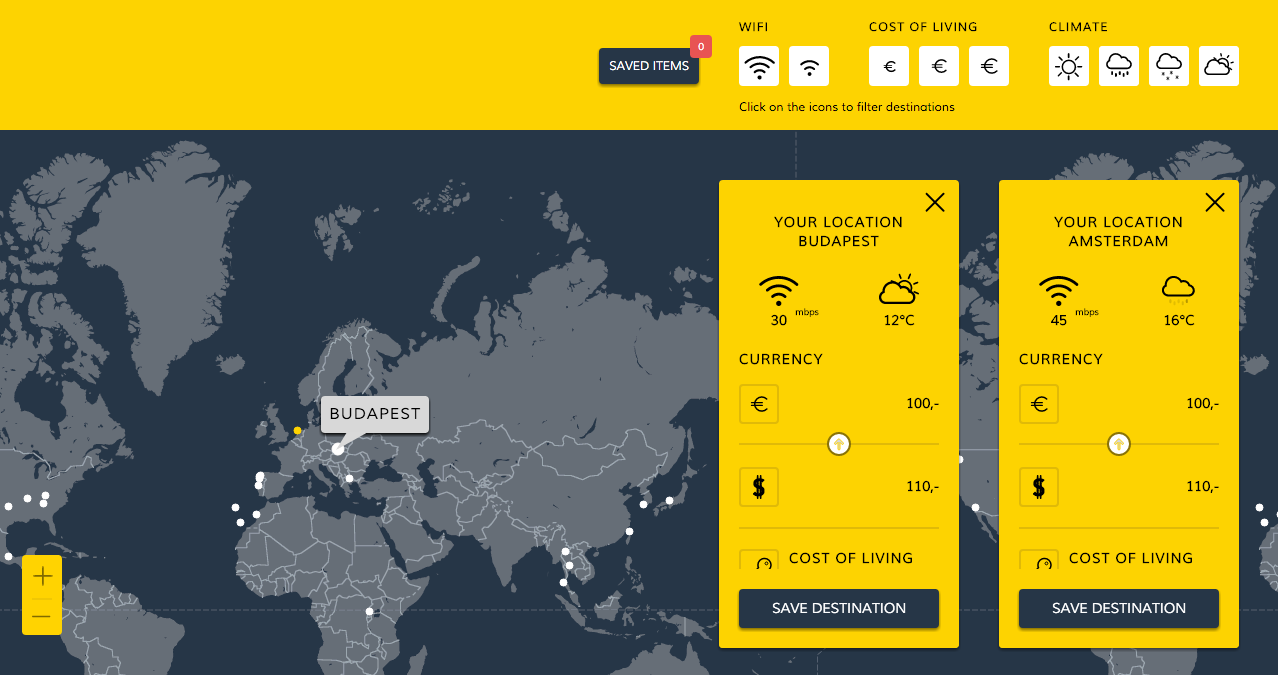 WIFI
COST OF LIVING
CLIMATE
0
SAVED ITEMS
€
€
€
Click on the icons to filter destinations
YOUR LOCATION
BUDAPEST
30 mbps
12°C
CURRENCY
€ 100,-
$ 110,-
COST OF LIVING
SAVE DESTINATION
YOUR LOCATION
AMSTERDAM
45 mbps
16°C
CURRENCY
€ 100,-
$ 110,-
COST OF LIVING
SAVE DESTINATION
BUDAPEST
+
−